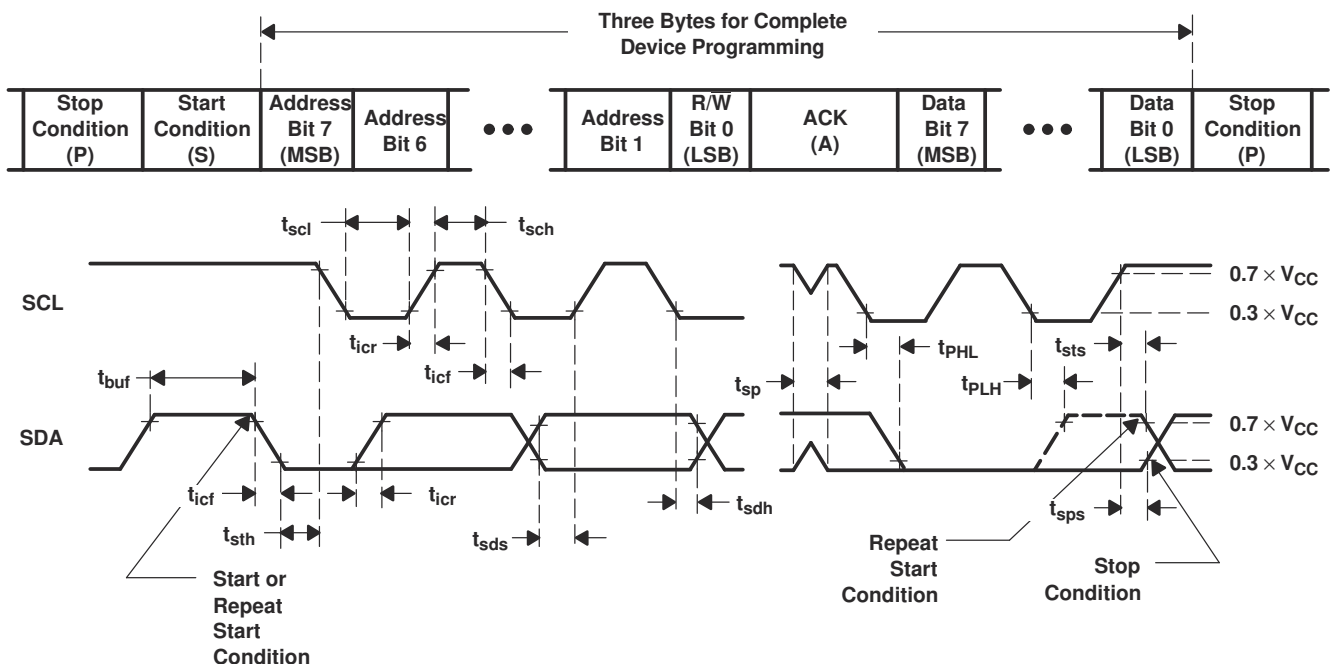 Three Bytes for Complete
Device Programming
Stop
Condition
(P)
Start
Condition
(S)
Address
Bit 7
(MSB)
Address
Bit 6
Address
Bit 1
R/W̅
Bit 0
(LSB)
ACK
(A)
Data
Bit 7
(MSB)
Data
Bit 0
(LSB)
Stop
Condition
(P)
tscl
tsch
SCL
0.7 × VCC
0.3 × VCC
ticr
ticf
tPHL
tsts
tbuf
tsp
tPLH
SDA
0.7 × VCC
0.3 × VCC
ticf
ticr
tsdh
tsps
tsth
tsds
Start or
Repeat
Start
Condition
Repeat
Start
Condition
Stop
Condition